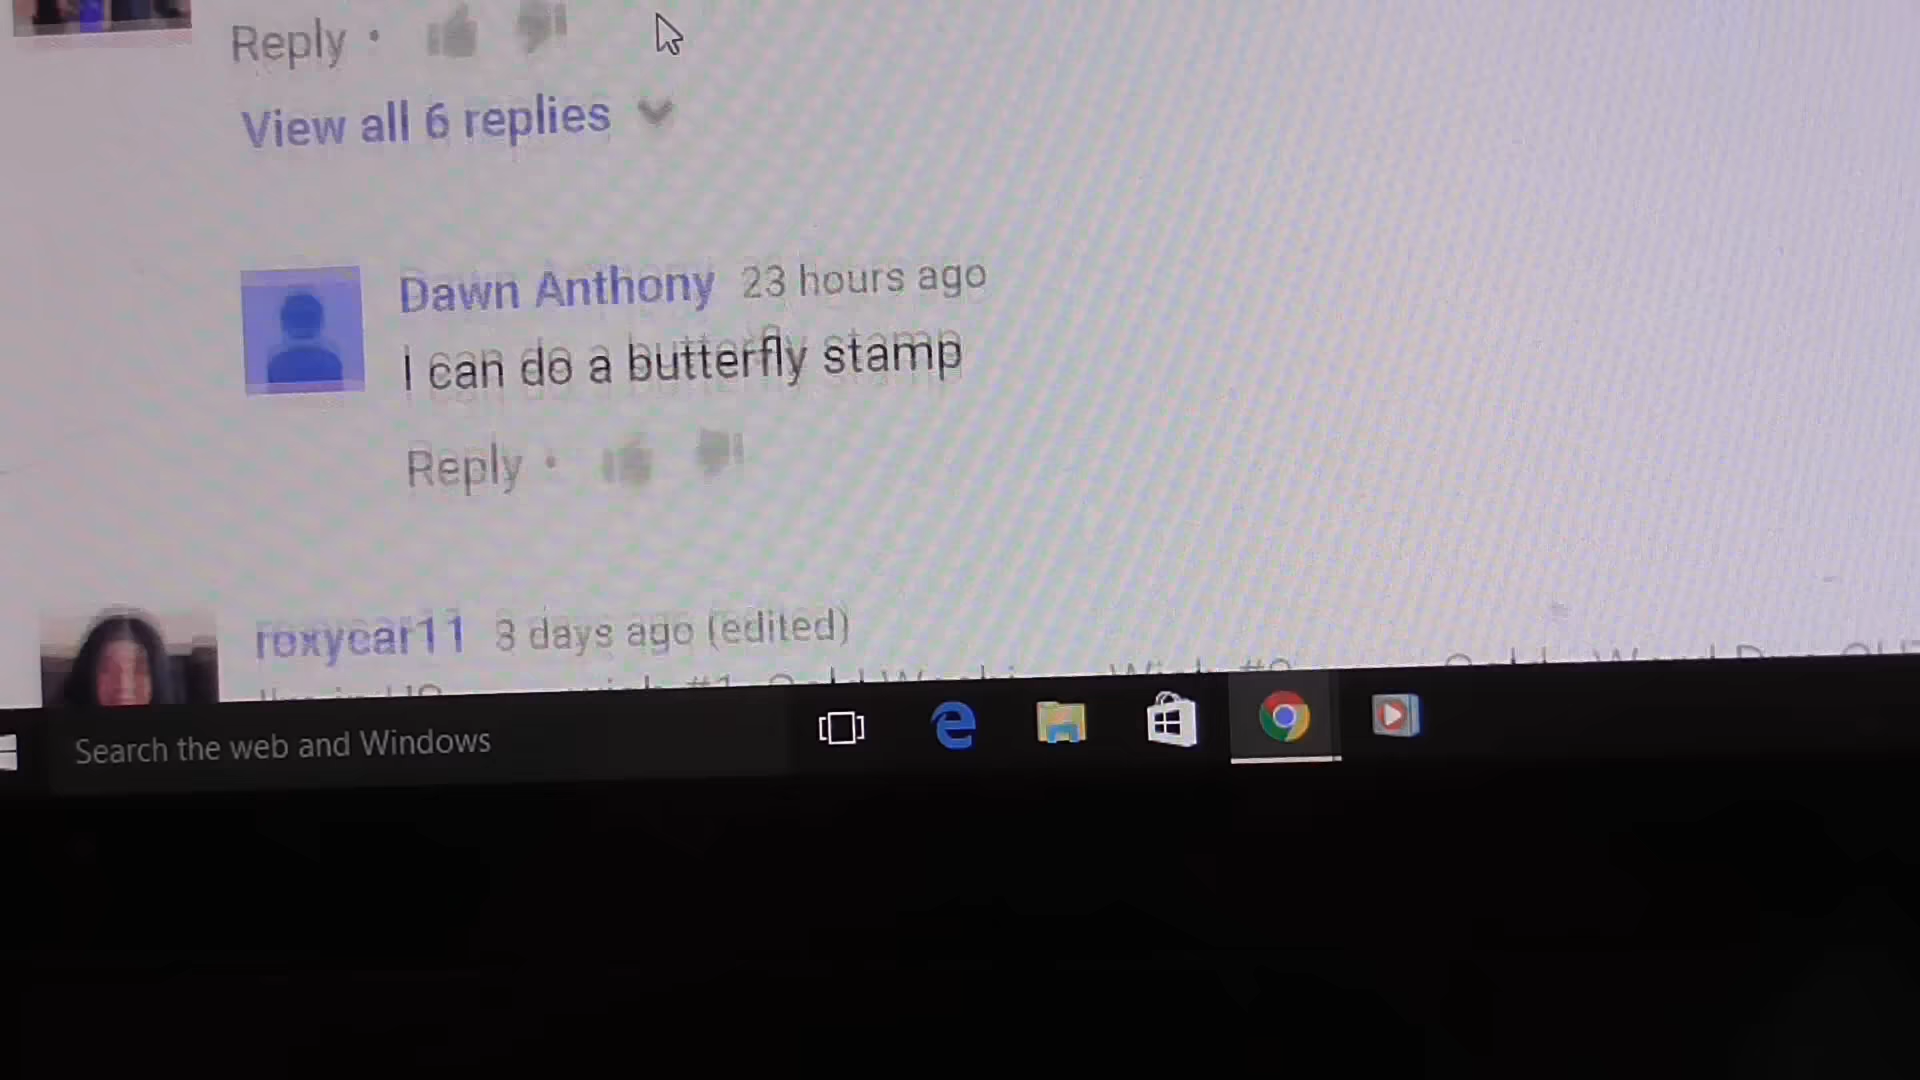 Reply •
View all 6 replies
Dawn Anthony 23 hours ago
I can do a butterfly stamp
Reply •
roxycar11 3 days ago (edited)
Search the web and Windows